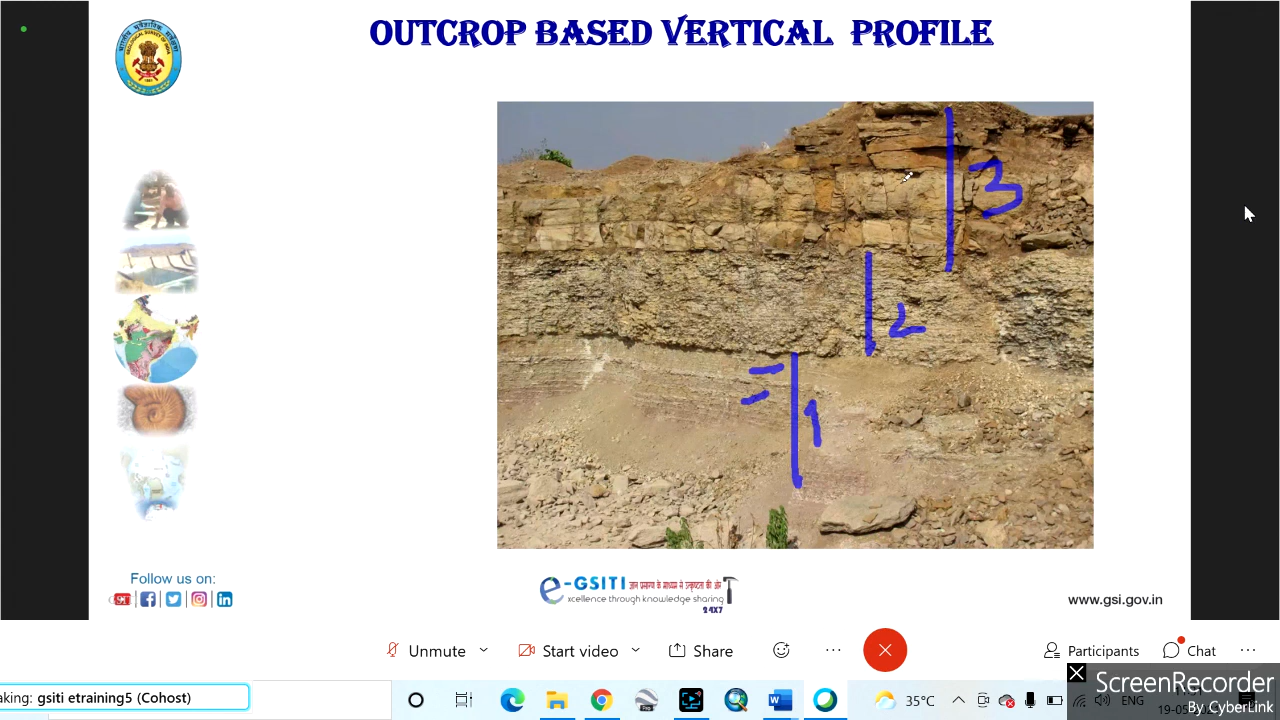 OUTCROP BASED VERTICAL PROFILE
3
2
1
Follow us on:
e-GSITI
xcellence through knowledge sharing
24X7
www.gsi.gov.in
Unmute
Start video
Share
Participants
Chat
aking: gsiti etraining5 (Cohost)
35°C
ENG
ScreenRecorder
By CyberLink